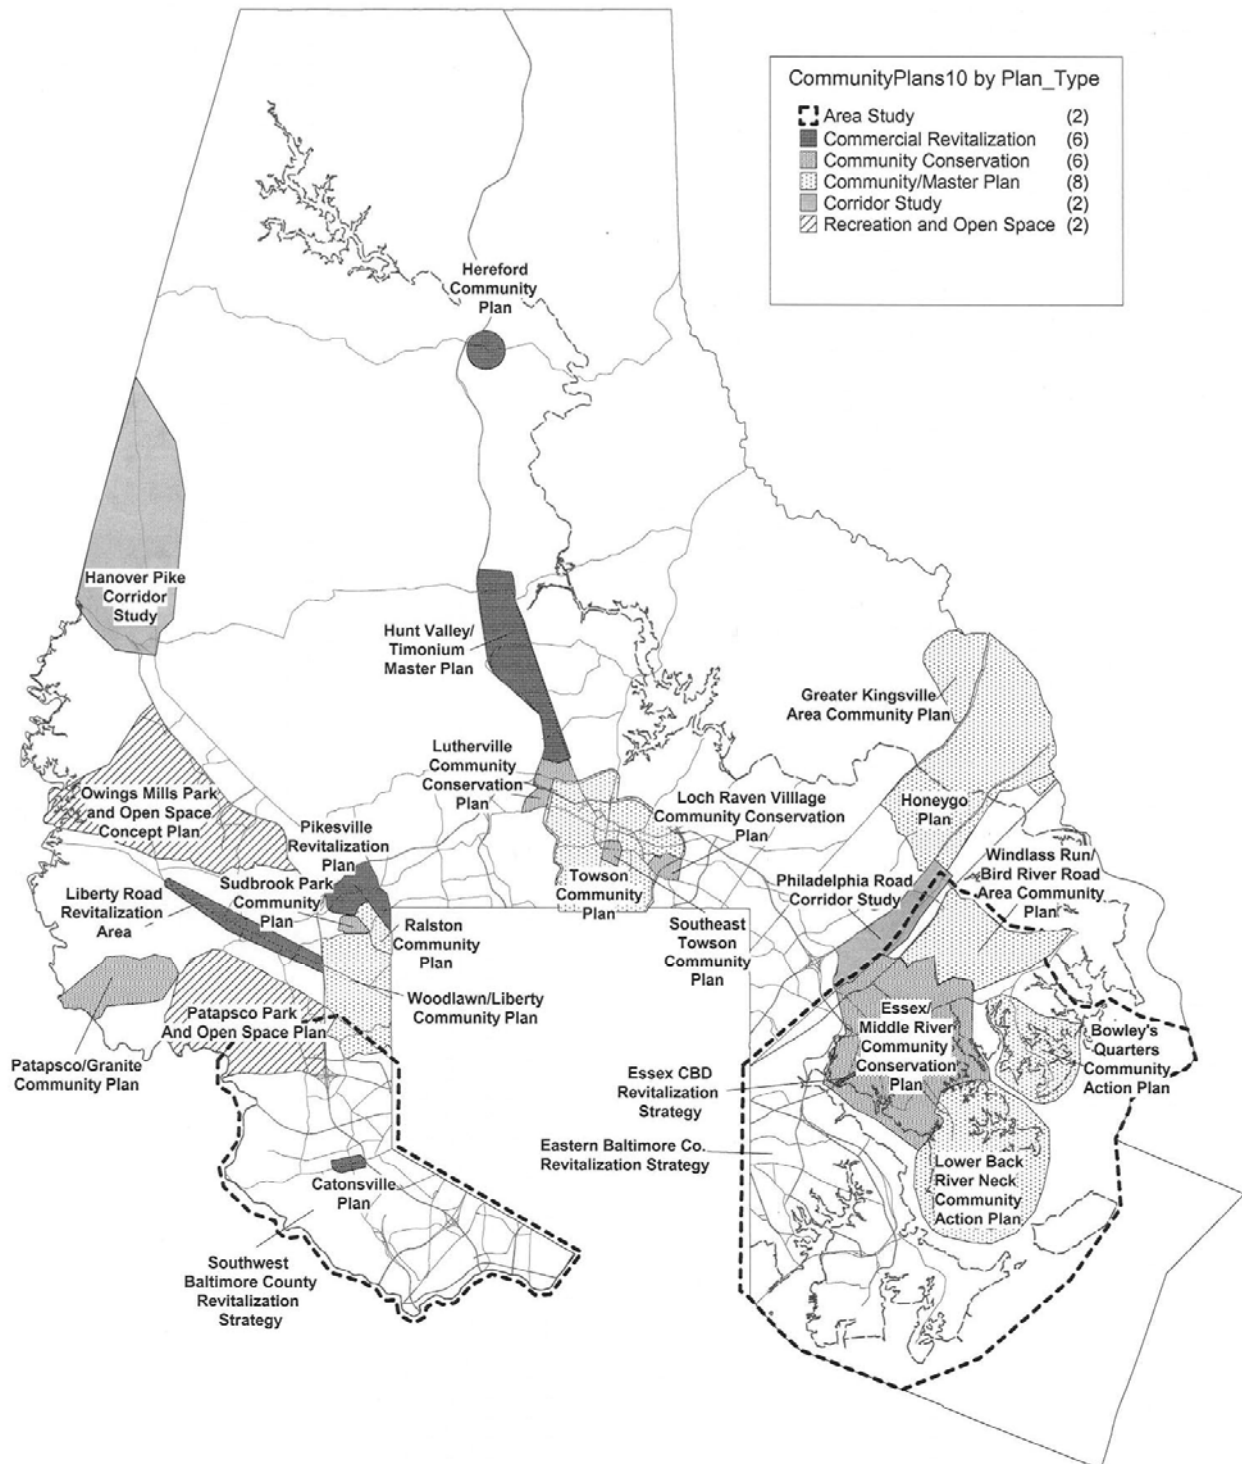 CommunityPlans10 by Plan_Type
Area Study (2)
Commercial Revitalization (6)
Community Conservation (6)
Community/Master Plan (8)
Corridor Study (2)
Recreation and Open Space (2)
Hereford
Community
Plan
Hanover Pike
Corridor
Study
Hunt Valley/
Timonium
Master Plan
Greater Kingsville
Area Community Plan
Lutherville
Community
Conservation
Plan
Owings Mills Park
and Open Space
Concept Plan
Pikesville
Revitalization
Plan
Loch Raven Villlage
Community Conservation
Plan
Honeygo
Plan
Windlass Run/
Bird River Road
Area Community
Plan
Liberty Road
Revitalization
Area
Sudbrook Park
Community
Plan
Towson
Community
Plan
Philadelphia Road
Corridor Study
Ralston
Community
Plan
Southeast
Towson
Community
Plan
Woodlawn/Liberty
Community Plan
Patapsco Park
And Open Space Plan
Patapsco/Granite
Community Plan
Essex/
Middle River
Community
Conservation
Plan
Bowley's
Quarters
Community
Action Plan
Essex CBD
Revitalization
Strategy
Eastern Baltimore Co.
Revitalization Strategy
Lower Back
River Neck
Community
Action Plan
Catonsville
Plan
Southwest
Baltimore County
Revitalization
Strategy